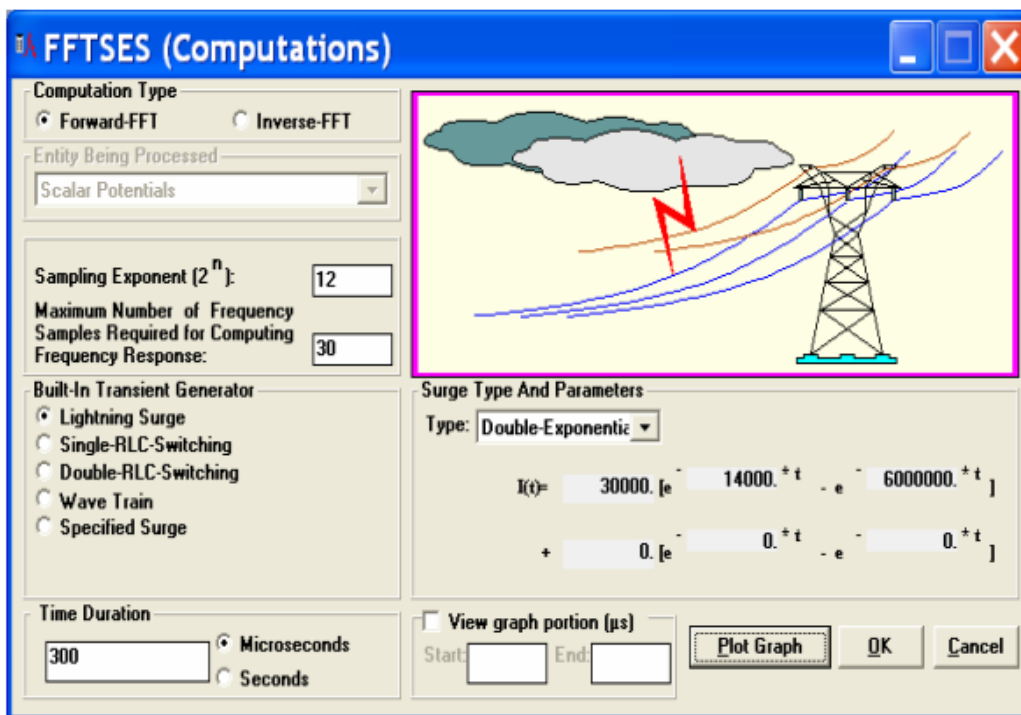 FFTSES (Computations)
Computation Type
Forward-FFT Inverse-FFT
Entity Being Processed
Scalar Potentials
Sampling Exponent (2^n): 12
Maximum Number of Frequency
Samples Required for Computing
Frequency Response: 30
Built-In Transient Generator
Lightning Surge
Single-RLC-Switching
Double-RLC-Switching
Wave Train
Specified Surge
Surge Type And Parameters
Type: Double-Exponentia
I(t)= 30000. [e - 14000. * t - e - 6000000. * t ]
+ 0. [e - 0. * t - e - 0. * t ]
Time Duration
300
Microseconds
Seconds
View graph portion (µs)
Start: End:
Plot Graph OK Cancel